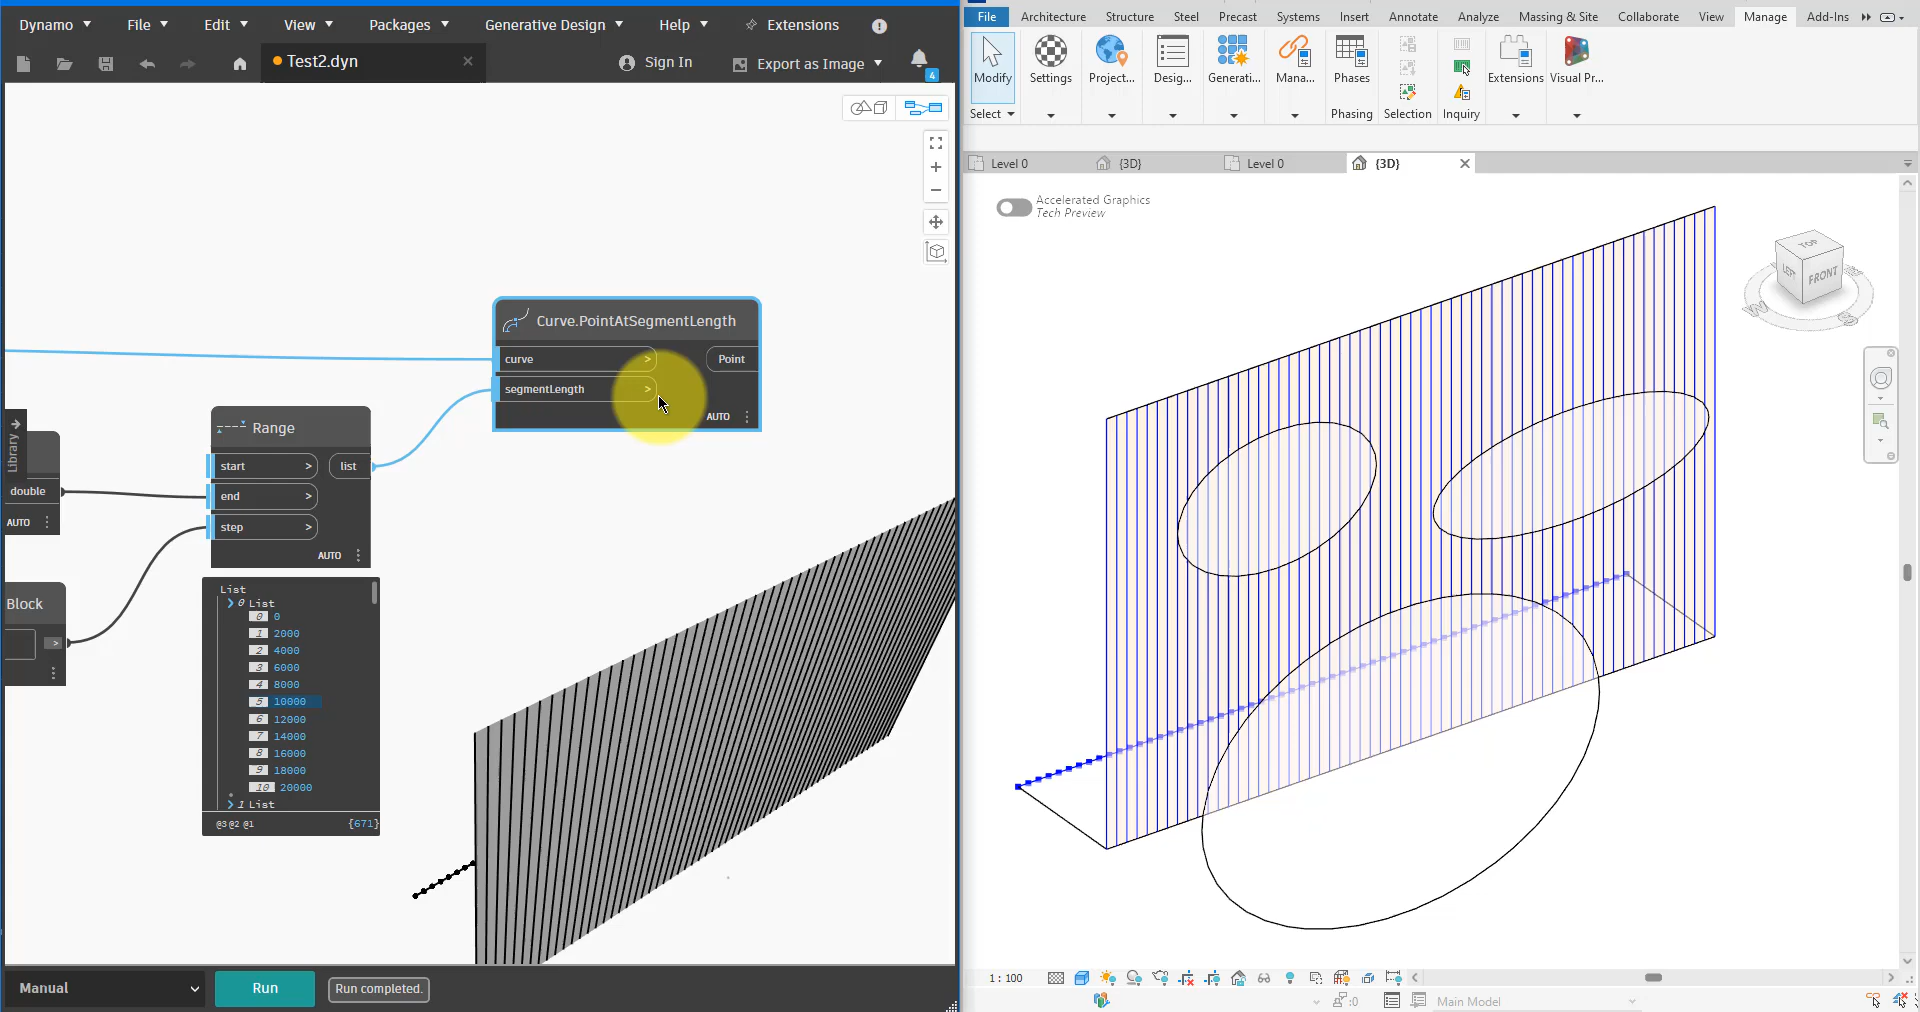 Dynamo File Edit View Packages Generative Design Help Extensions
Test2.dyn Sign In Export as Image 4
Curve.PointAtSegmentLength
curve > Point
segmentLength >
AUTO
Library
double
AUTO
Block
>
Range
start > list
end >
step >
AUTO
List
0 List
0 0
1 2000
2 4000
3 6000
4 8000
5 10000
6 12000
7 14000
8 16000
9 18000
10 20000
1 List
@3 @2 @1 {671}
Manual Run Run completed.
File Architecture Structure Steel Precast Systems Insert Annotate Analyze Massing & Site Collaborate View Manage Add-Ins
Modify Settings Project... Desig... Generati... Mana... Phases Extensions Visual Pr...
Select Phasing Selection Inquiry
Level 0 {3D} Level 0 {3D}
Accelerated Graphics
Tech Preview
TOP
LEFT FRONT
W
1 : 100
:0 Main Model